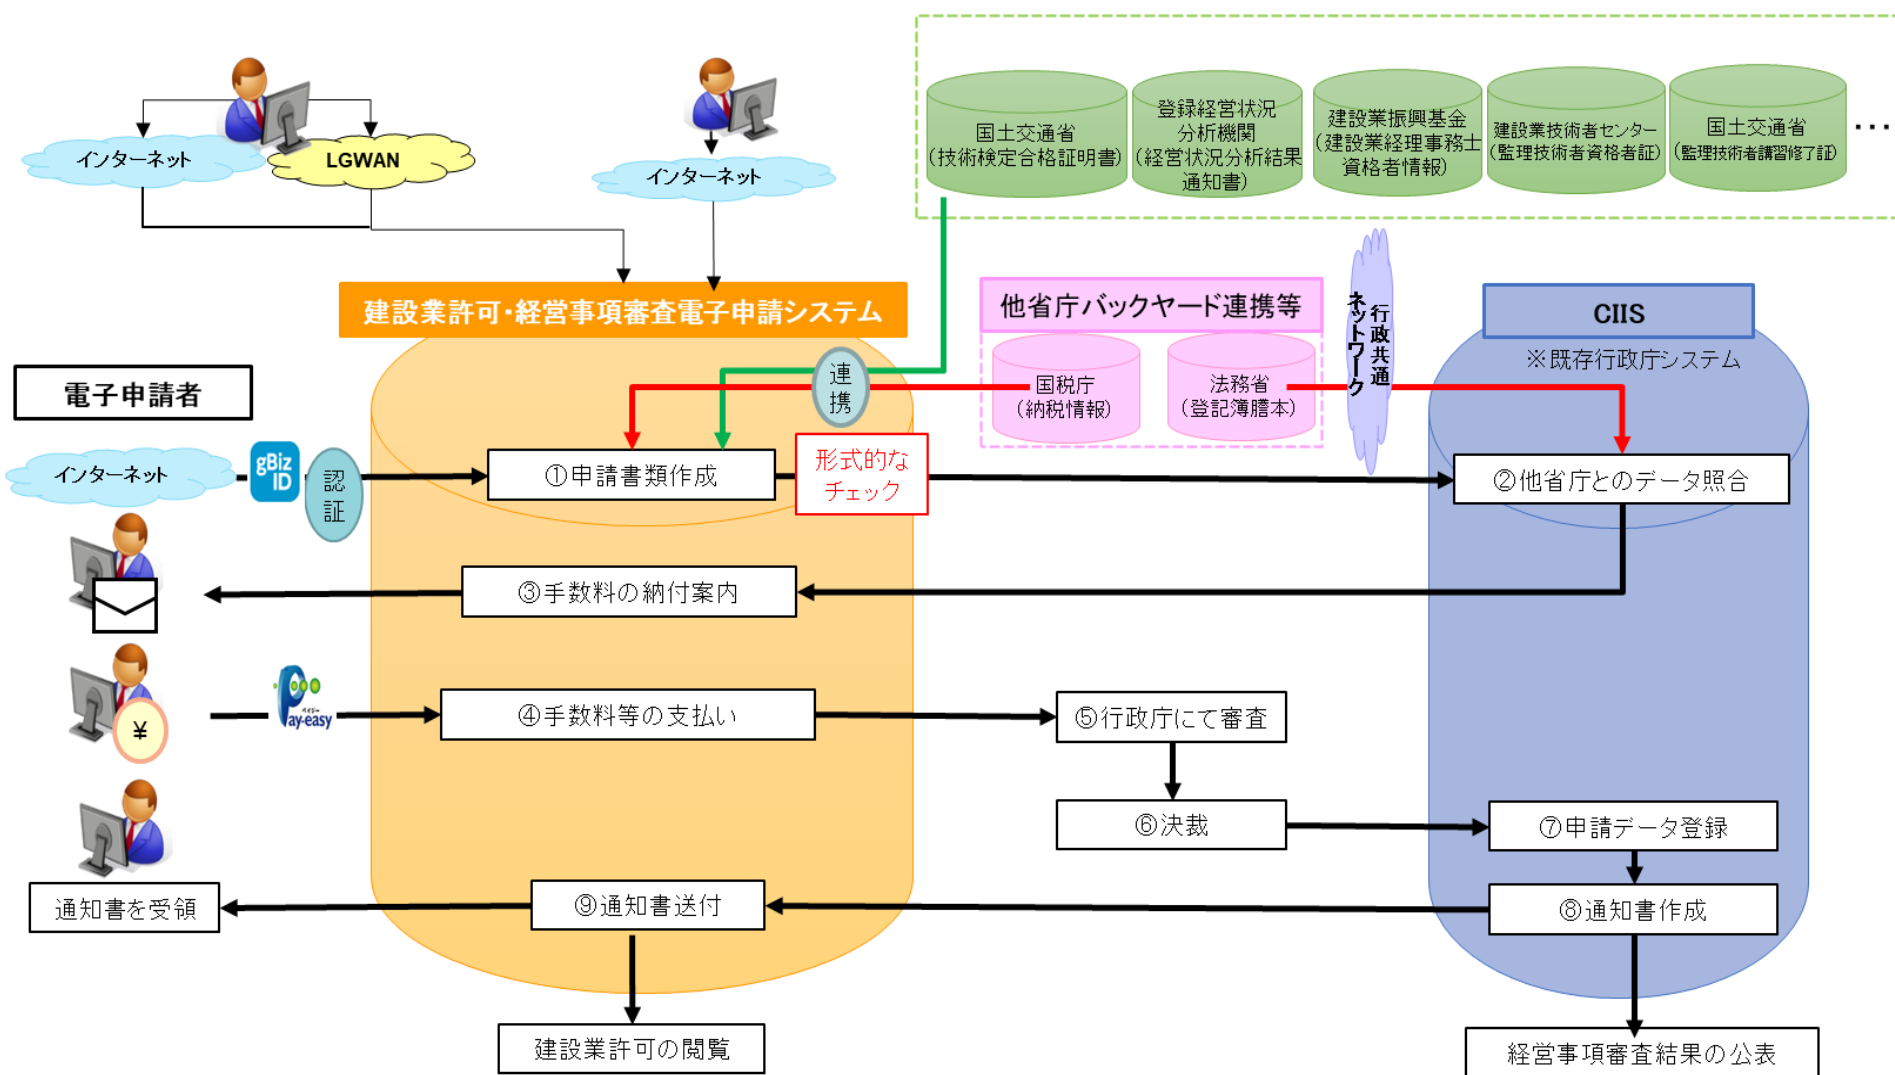 インターネット
LGWAN
インターネット
国土交通省
(技術検定合格証明書)
登録経営状況
分析機関
(経営状況分析結果
通知書)
建設業振興基金
(建設業経理事務士
資格者情報)
建設業技術者センター
(監理技術者資格者証)
国土交通省
(監理技術者講習修了証)
…
建設業許可・経営事項審査電子申請システム
他省庁バックヤード連携等
行政共通
ネットワーク
CIIS
※既存行政庁システム
国税庁
(納税情報)
法務省
(登記簿謄本)
連
携
電子申請者
インターネット
gBiz
ID
認
証
①申請書類作成
形式的な
チェック
②他省庁とのデータ照合
③手数料の納付案内
¥
ペイジー
Pay-easy
④手数料等の支払い
⑤行政庁にて審査
⑥決裁
⑦申請データ登録
通知書を受領
⑨通知書送付
⑧通知書作成
建設業許可の閲覧
経営事項審査結果の公表